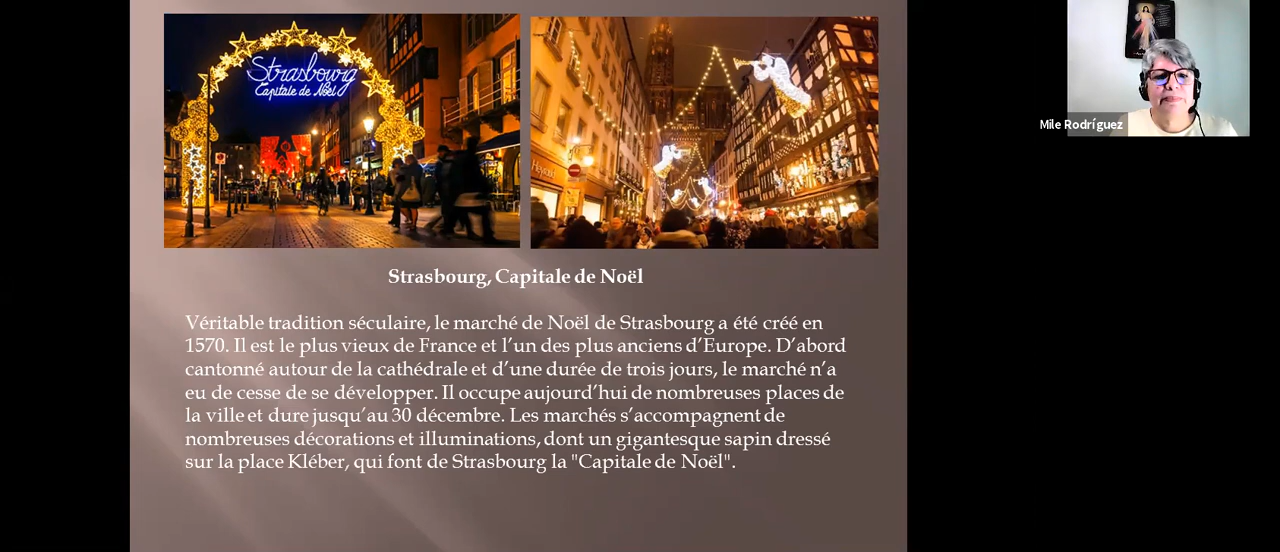 Strasbourg
Capitale de Noël
Mile Rodríguez
Strasbourg, Capitale de Noël
Véritable tradition séculaire, le marché de Noël de Strasbourg a été créé en
1570. Il est le plus vieux de France et l’un des plus anciens d’Europe. D’abord
cantonné autour de la cathédrale et d’une durée de trois jours, le marché n’a
eu de cesse de se développer. Il occupe aujourd’hui de nombreuses places de
la ville et dure jusqu’au 30 décembre. Les marchés s’accompagnent de
nombreuses décorations et illuminations, dont un gigantesque sapin dressé
sur la place Kléber, qui font de Strasbourg la "Capitale de Noël".